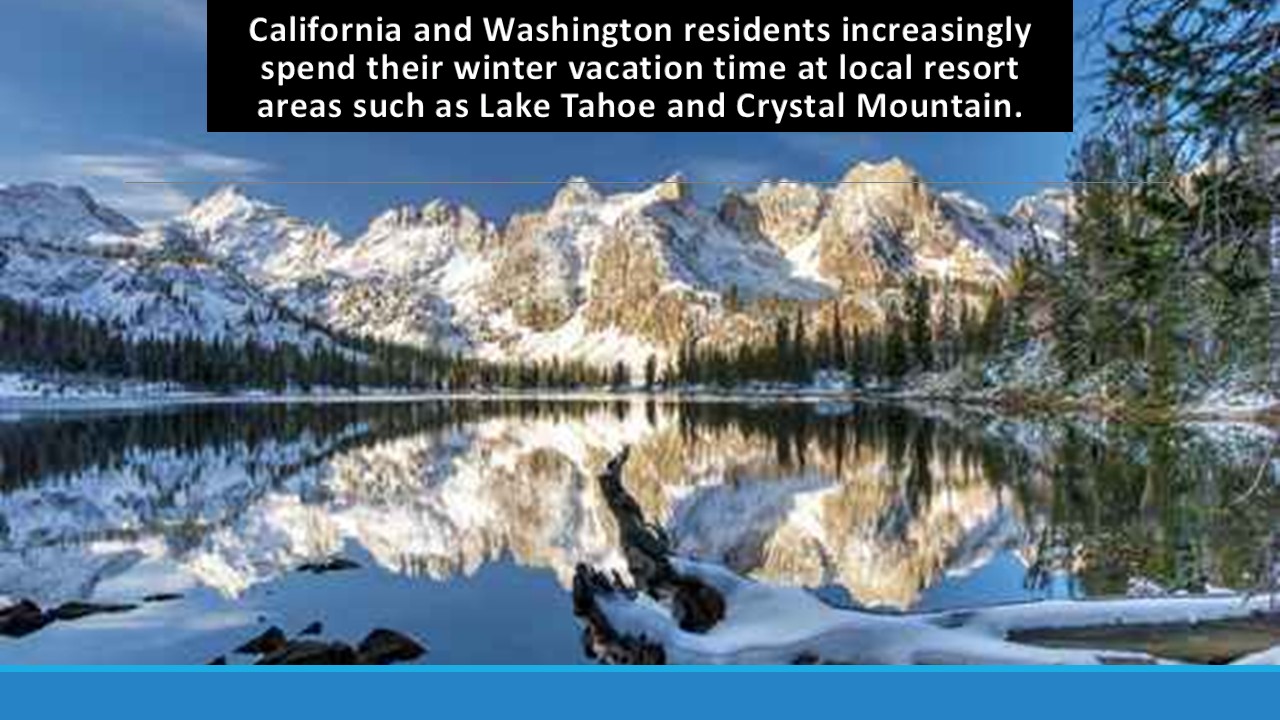 California and Washington residents increasingly
spend their winter vacation time at local resort
areas such as Lake Tahoe and Crystal Mountain.